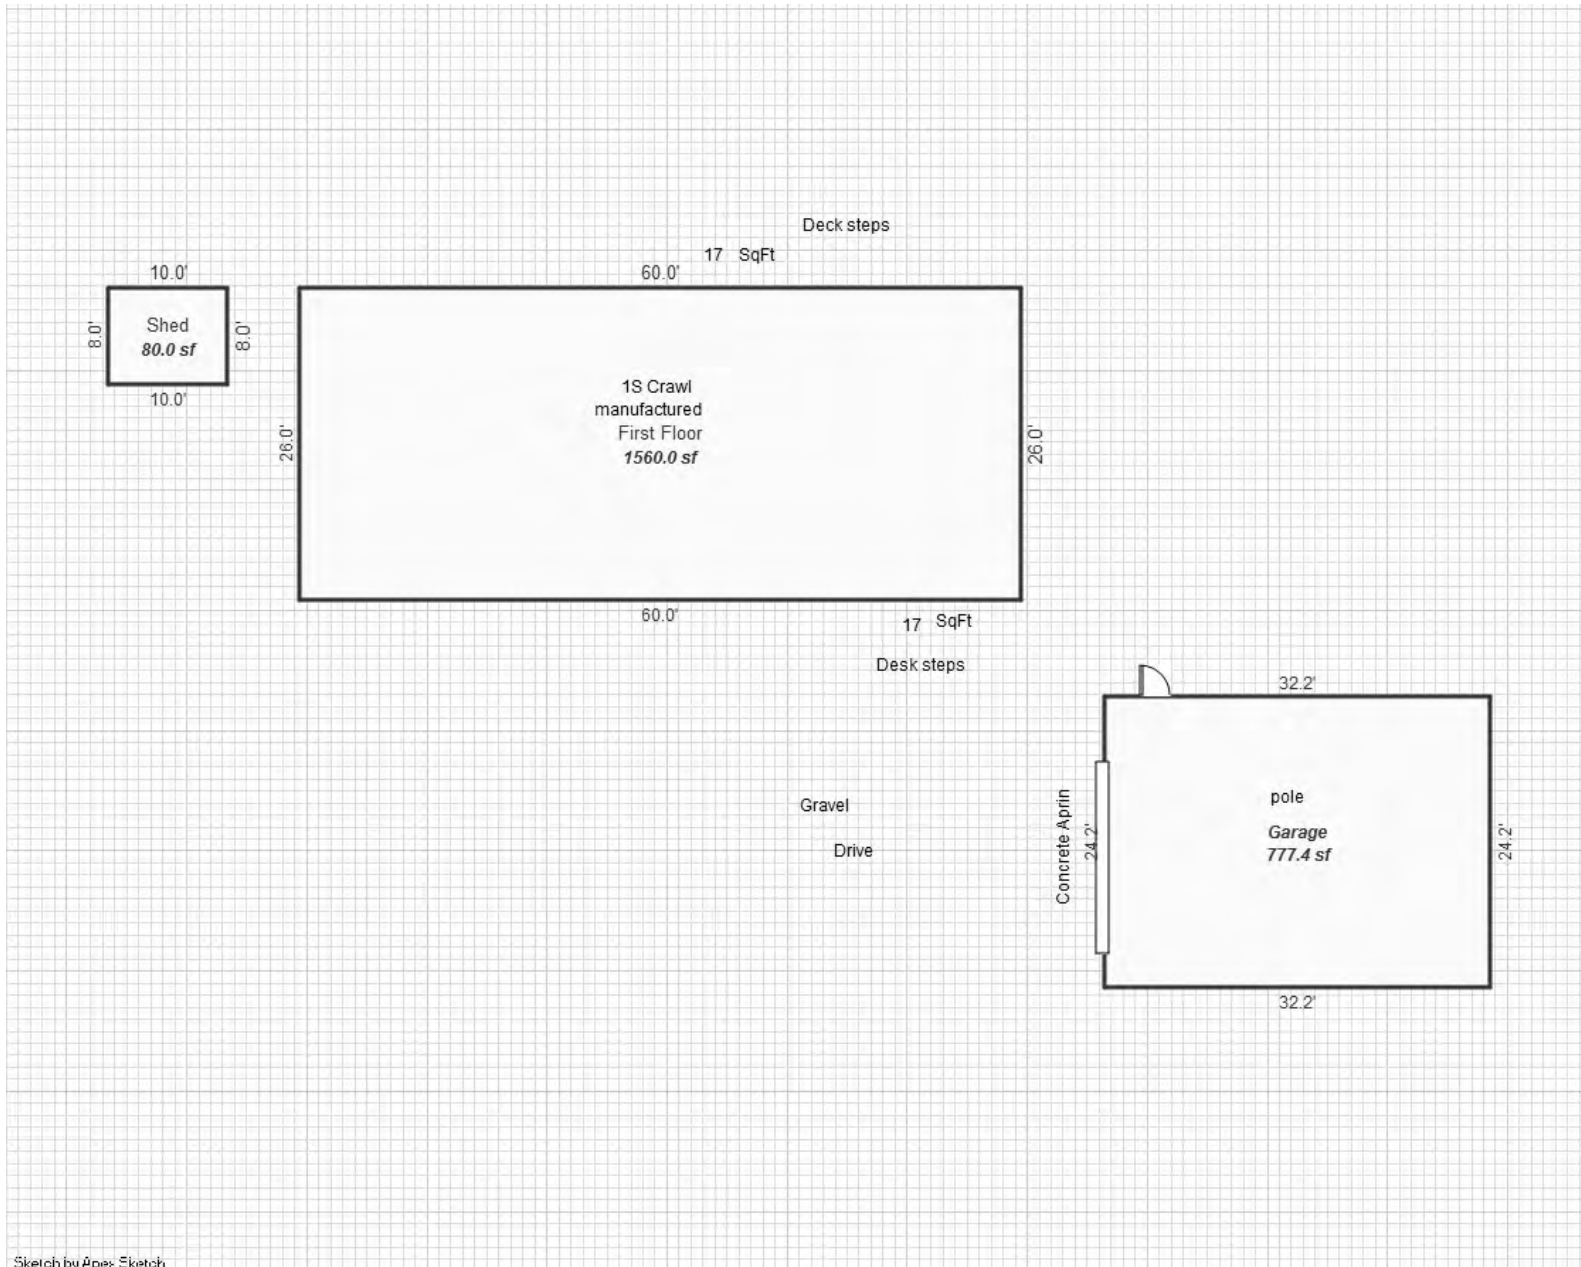 Deck steps
17 SqFt
10.0'
60.0'
8.0'
Shed
80.0 sf
8.0'
10.0'
26.0'
1S Crawl
manufactured
First Floor
1560.0 sf
26.0'
60.0'
17 SqFt
Desk steps
32.2'
Gravel
Drive
Concrete Aprin
24.2'
pole
Garage
777.4 sf
24.2'
32.2'
Sketch by Apex Sketch